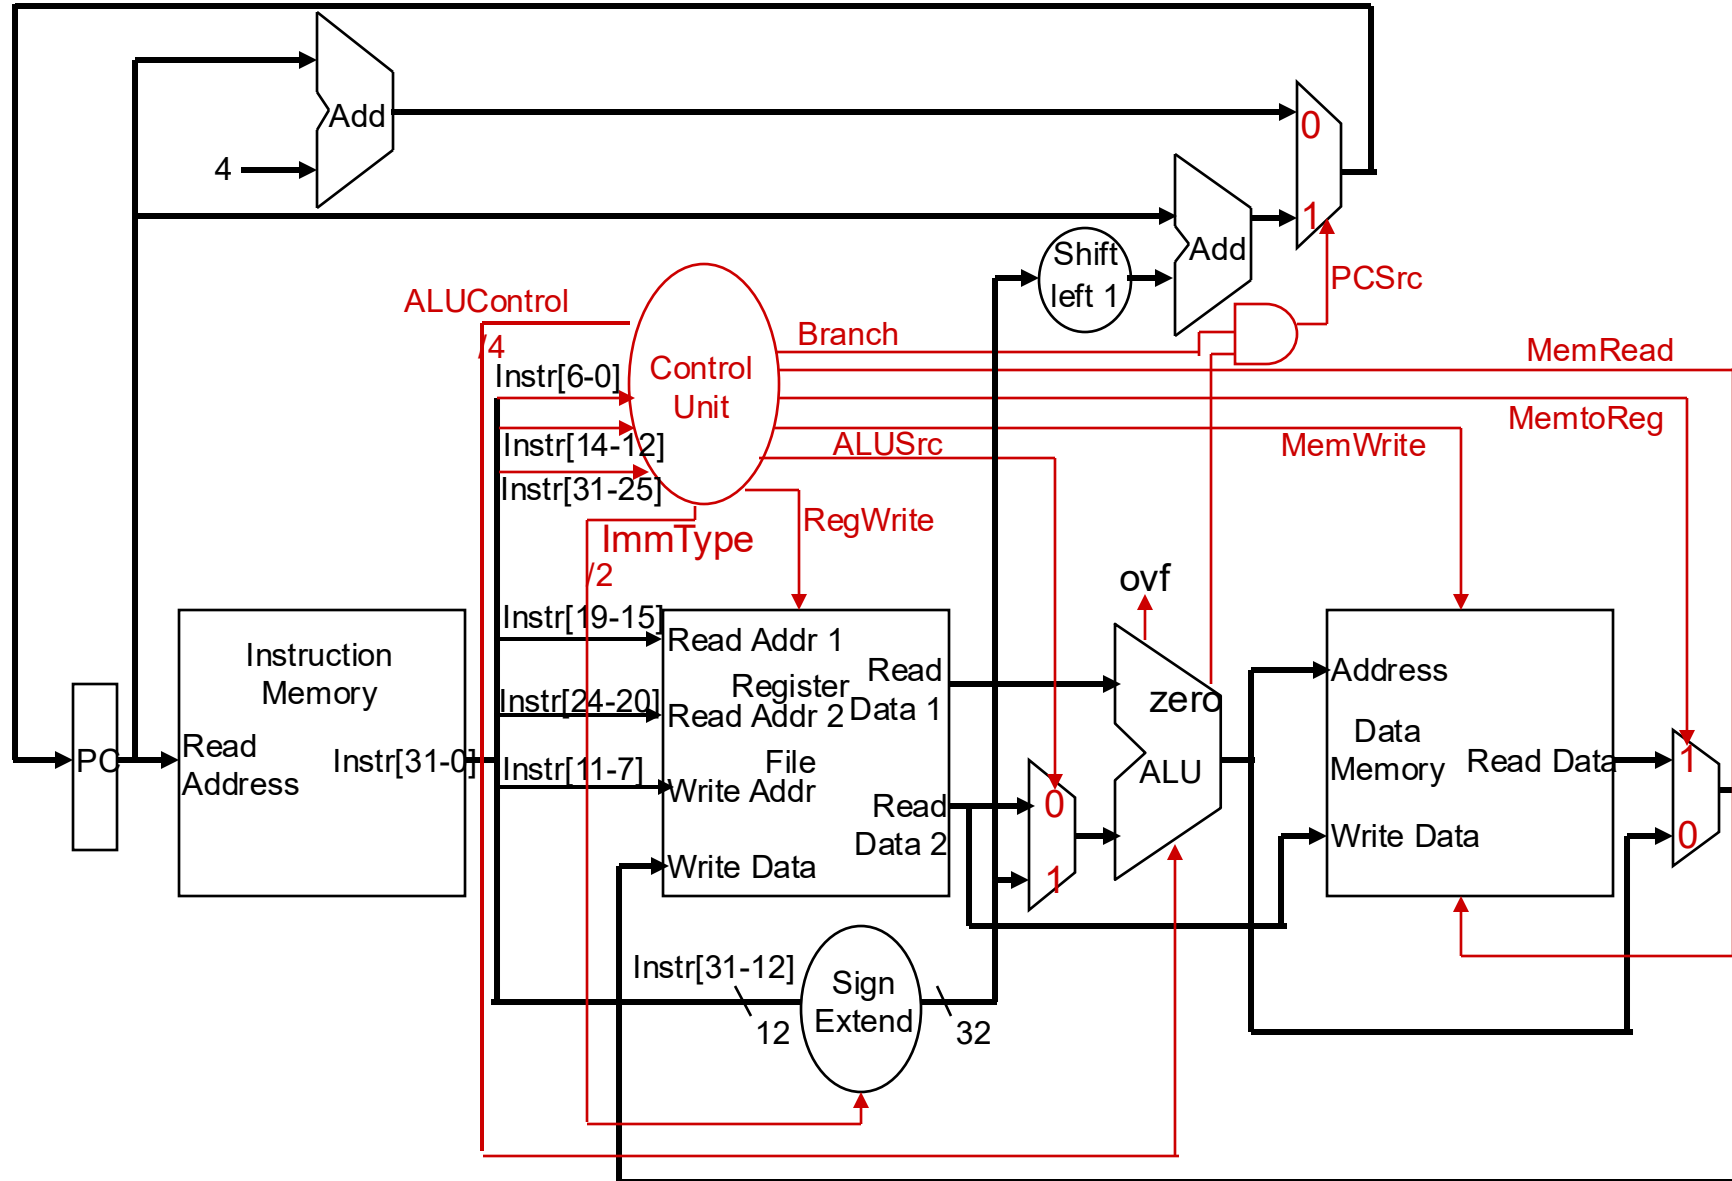 Add
0
4
1
Shift
left 1
Add
PCSrc
ALUControl
/4
Branch
MemRead
Control
Unit
Instr[6-0]
MemtoReg
Instr[14-12]
ALUSrc
MemWrite
Instr[31-25]
RegWrite
ImmType
/2
ovf
Instr[19-15]
Read Addr 1
Instruction
Memory
Read
Data 1
Register
File
Instr[24-20]
Read Addr 2
zero
Address
PC
Read
Address
Instr[31-0]
Instr[11-7]
Write Addr
Data
Memory
Read Data
1
ALU
Read
Data 2
0
Write Data
0
Write Data
1
Instr[31-12]
12
Sign
Extend
32